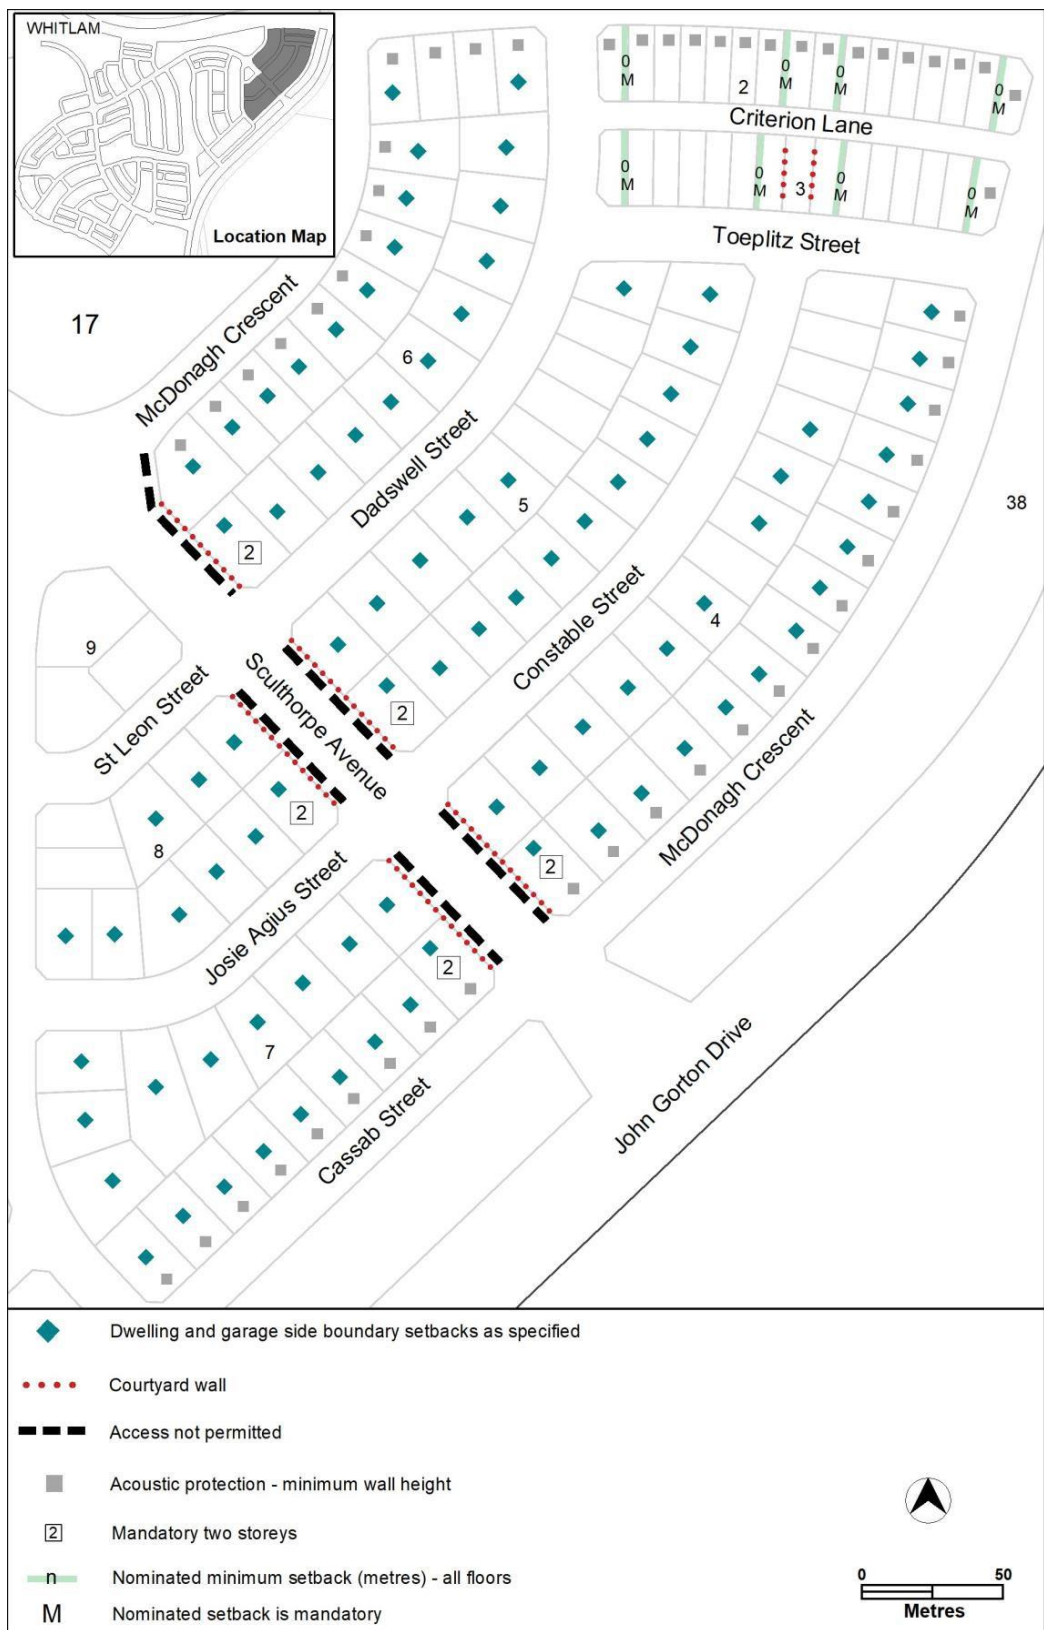 WHITLAM
Location Map
0
M
2
0
M
0
M
0
M
Criterion Lane
0
M
0
M
3
0
M
0
M
Toeplitz Street
17
McDonagh Crescent
6
Dadswell Street
5
38
2
9
Constable Street
4
Sculthorpe Avenue
St Leon Street
2
2
8
McDonagh Crescent
2
Josie Agius Street
2
7
Cassab Street
John Gorton Drive
Dwelling and garage side boundary setbacks as specified
Courtyard wall
Access not permitted
Acoustic protection - minimum wall height
2 Mandatory two storeys
n Nominated minimum setback (metres) - all floors
M Nominated setback is mandatory
0 50
Metres